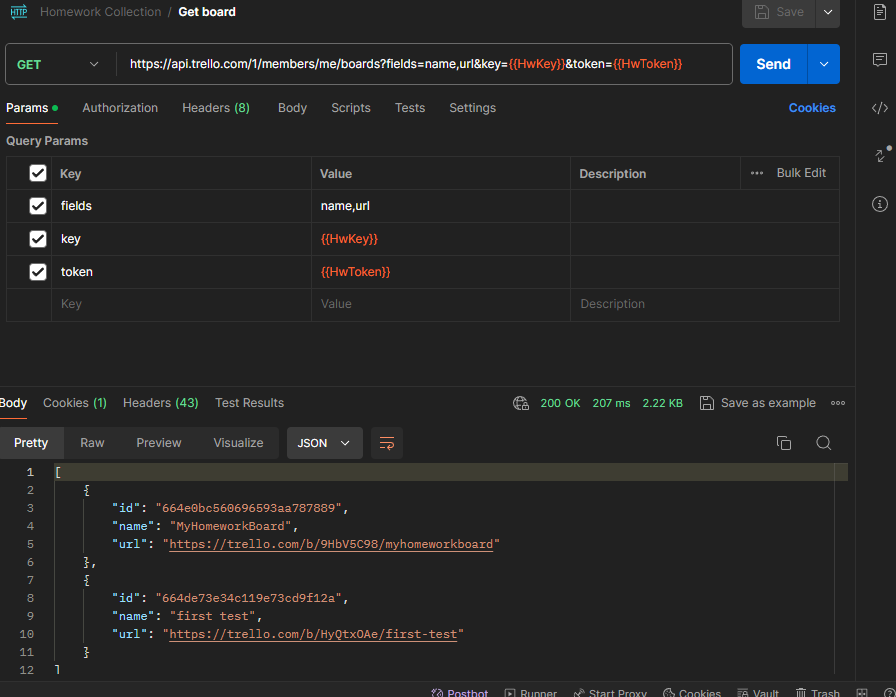 HTTP Homework Collection / Get board Save
GET https://api.trello.com/1/members/me/boards?fields=name,url&key={{HwKey}}&token={{HwToken}} Send
Params Authorization Headers (8) Body Scripts Tests Settings Cookies
Query Params
Key Value Description ••• Bulk Edit
fields name,url
key {{HwKey}}
token {{HwToken}}
Key Value Description
Body Cookies (1) Headers (43) Test Results 200 OK 207 ms 2.22 KB Save as example
Pretty Raw Preview Visualize JSON
1 [
2 {
3 "id": "664e0bc560696593aa787889",
4 "name": "MyHomeworkBoard",
5 "url": "https://trello.com/b/9HbV5C98/myhomeworkboard"
6 },
7 {
8 "id": "664de73e34c119e73cd9f12a",
9 "name": "first test",
10 "url": "https://trello.com/b/HyQtxOAe/first-test"
11 }
12 ]
Postbot Runner Start Proxy Cookies Vault Trash